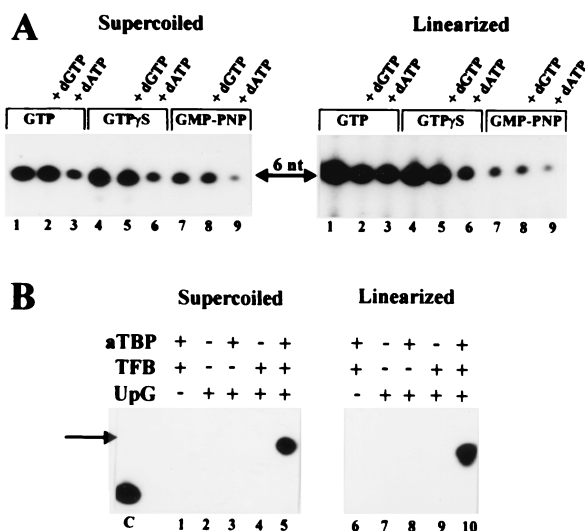 A
Supercoiled
Linearized
+ dGTP + dATP + dGTP + dATP + dGTP + dATP + dGTP + dATP + dGTP + dATP + dGTP + dATP
GTP GTPγS GMP-PNP GTP GTPγS GMP-PNP
6 nt
1 2 3 4 5 6 7 8 9 1 2 3 4 5 6 7 8 9
B
Supercoiled Linearized
aTBP + - + - + + - + - +
TFB + - - + + + - - + +
UpG - + + + + - + + + +
C 1 2 3 4 5 6 7 8 9 10